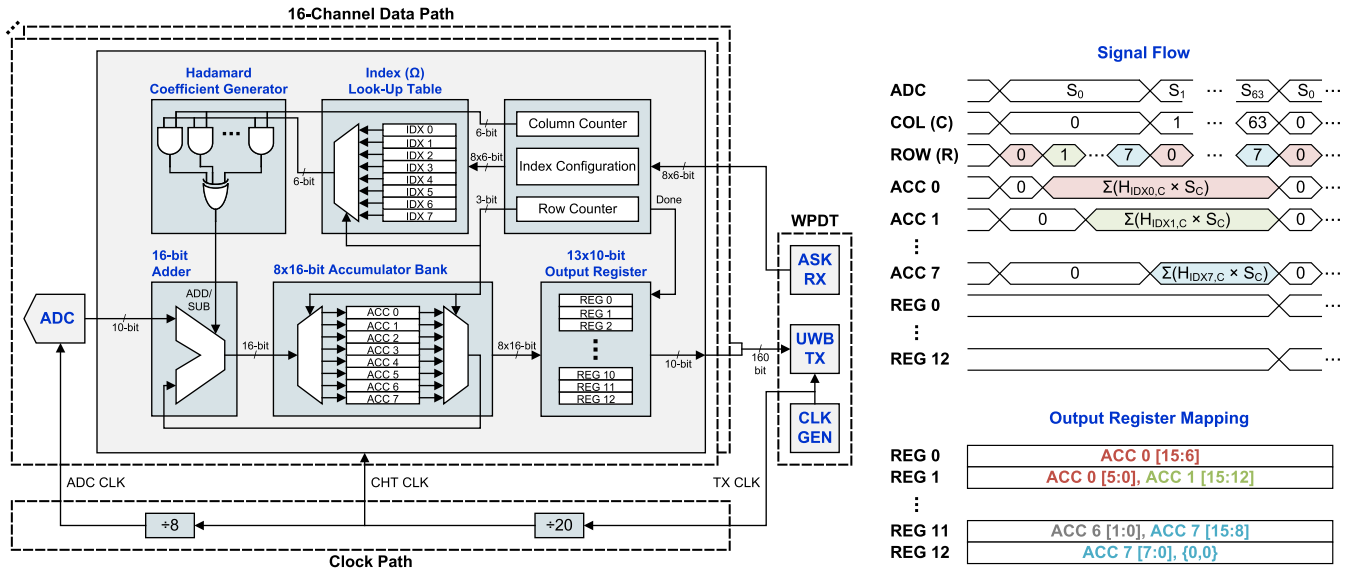 16-Channel Data Path
Hadamard
Coefficient Generator
Index (Ω)
Look-Up Table
IDX 0
IDX 1
IDX 2
IDX 3
IDX 4
IDX 5
IDX 6
IDX 7
6-bit
6-bit
8x6-bit
3-bit
Column Counter
Index Configuration
Row Counter
8x6-bit
Done
WPDT
ASK
RX
UWB
TX
CLK
GEN
16-bit
Adder
ADD/
SUB
ADC
10-bit
16-bit
8x16-bit Accumulator Bank
ACC 0
ACC 1
ACC 2
ACC 3
ACC 4
ACC 5
ACC 6
ACC 7
8x16-bit
13x10-bit
Output Register
REG 0
REG 1
REG 2
REG 10
REG 11
REG 12
10-bit
160
bit
ADC CLK
CHT CLK
TX CLK
÷8
÷20
Clock Path
Signal Flow
ADC S0 S1 ··· S63 S0 ···
COL (C) 0 1 ··· 63 0 ···
ROW (R) 0 1 ··· 7 0 ··· 7 0 ···
ACC 0 0 Σ(HIDX0,C × SC) 0 ···
ACC 1 0 Σ(HIDX1,C × SC) 0 ···
ACC 7 0 Σ(HIDX7,C × SC) 0 ···
REG 0 ···
REG 12 ···
Output Register Mapping
REG 0 ACC 0 [15:6]
REG 1 ACC 0 [5:0], ACC 1 [15:12]
REG 11 ACC 6 [1:0], ACC 7 [15:8]
REG 12 ACC 7 [7:0], {0,0}